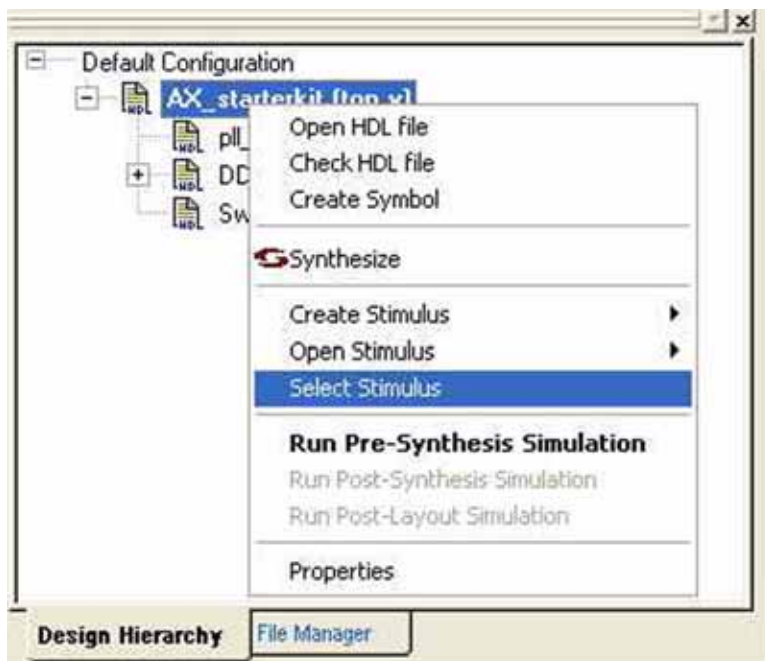 Default Configuration
AX_starterkit (top.v)
pll_
DD
Sw
Open HDL file
Check HDL file
Create Symbol
Synthesize
Create Stimulus
Open Stimulus
Select Stimulus
Run Pre-Synthesis Simulation
Run Post-Synthesis Simulation
Run Post-Layout Simulation
Properties
Design Hierarchy
File Manager